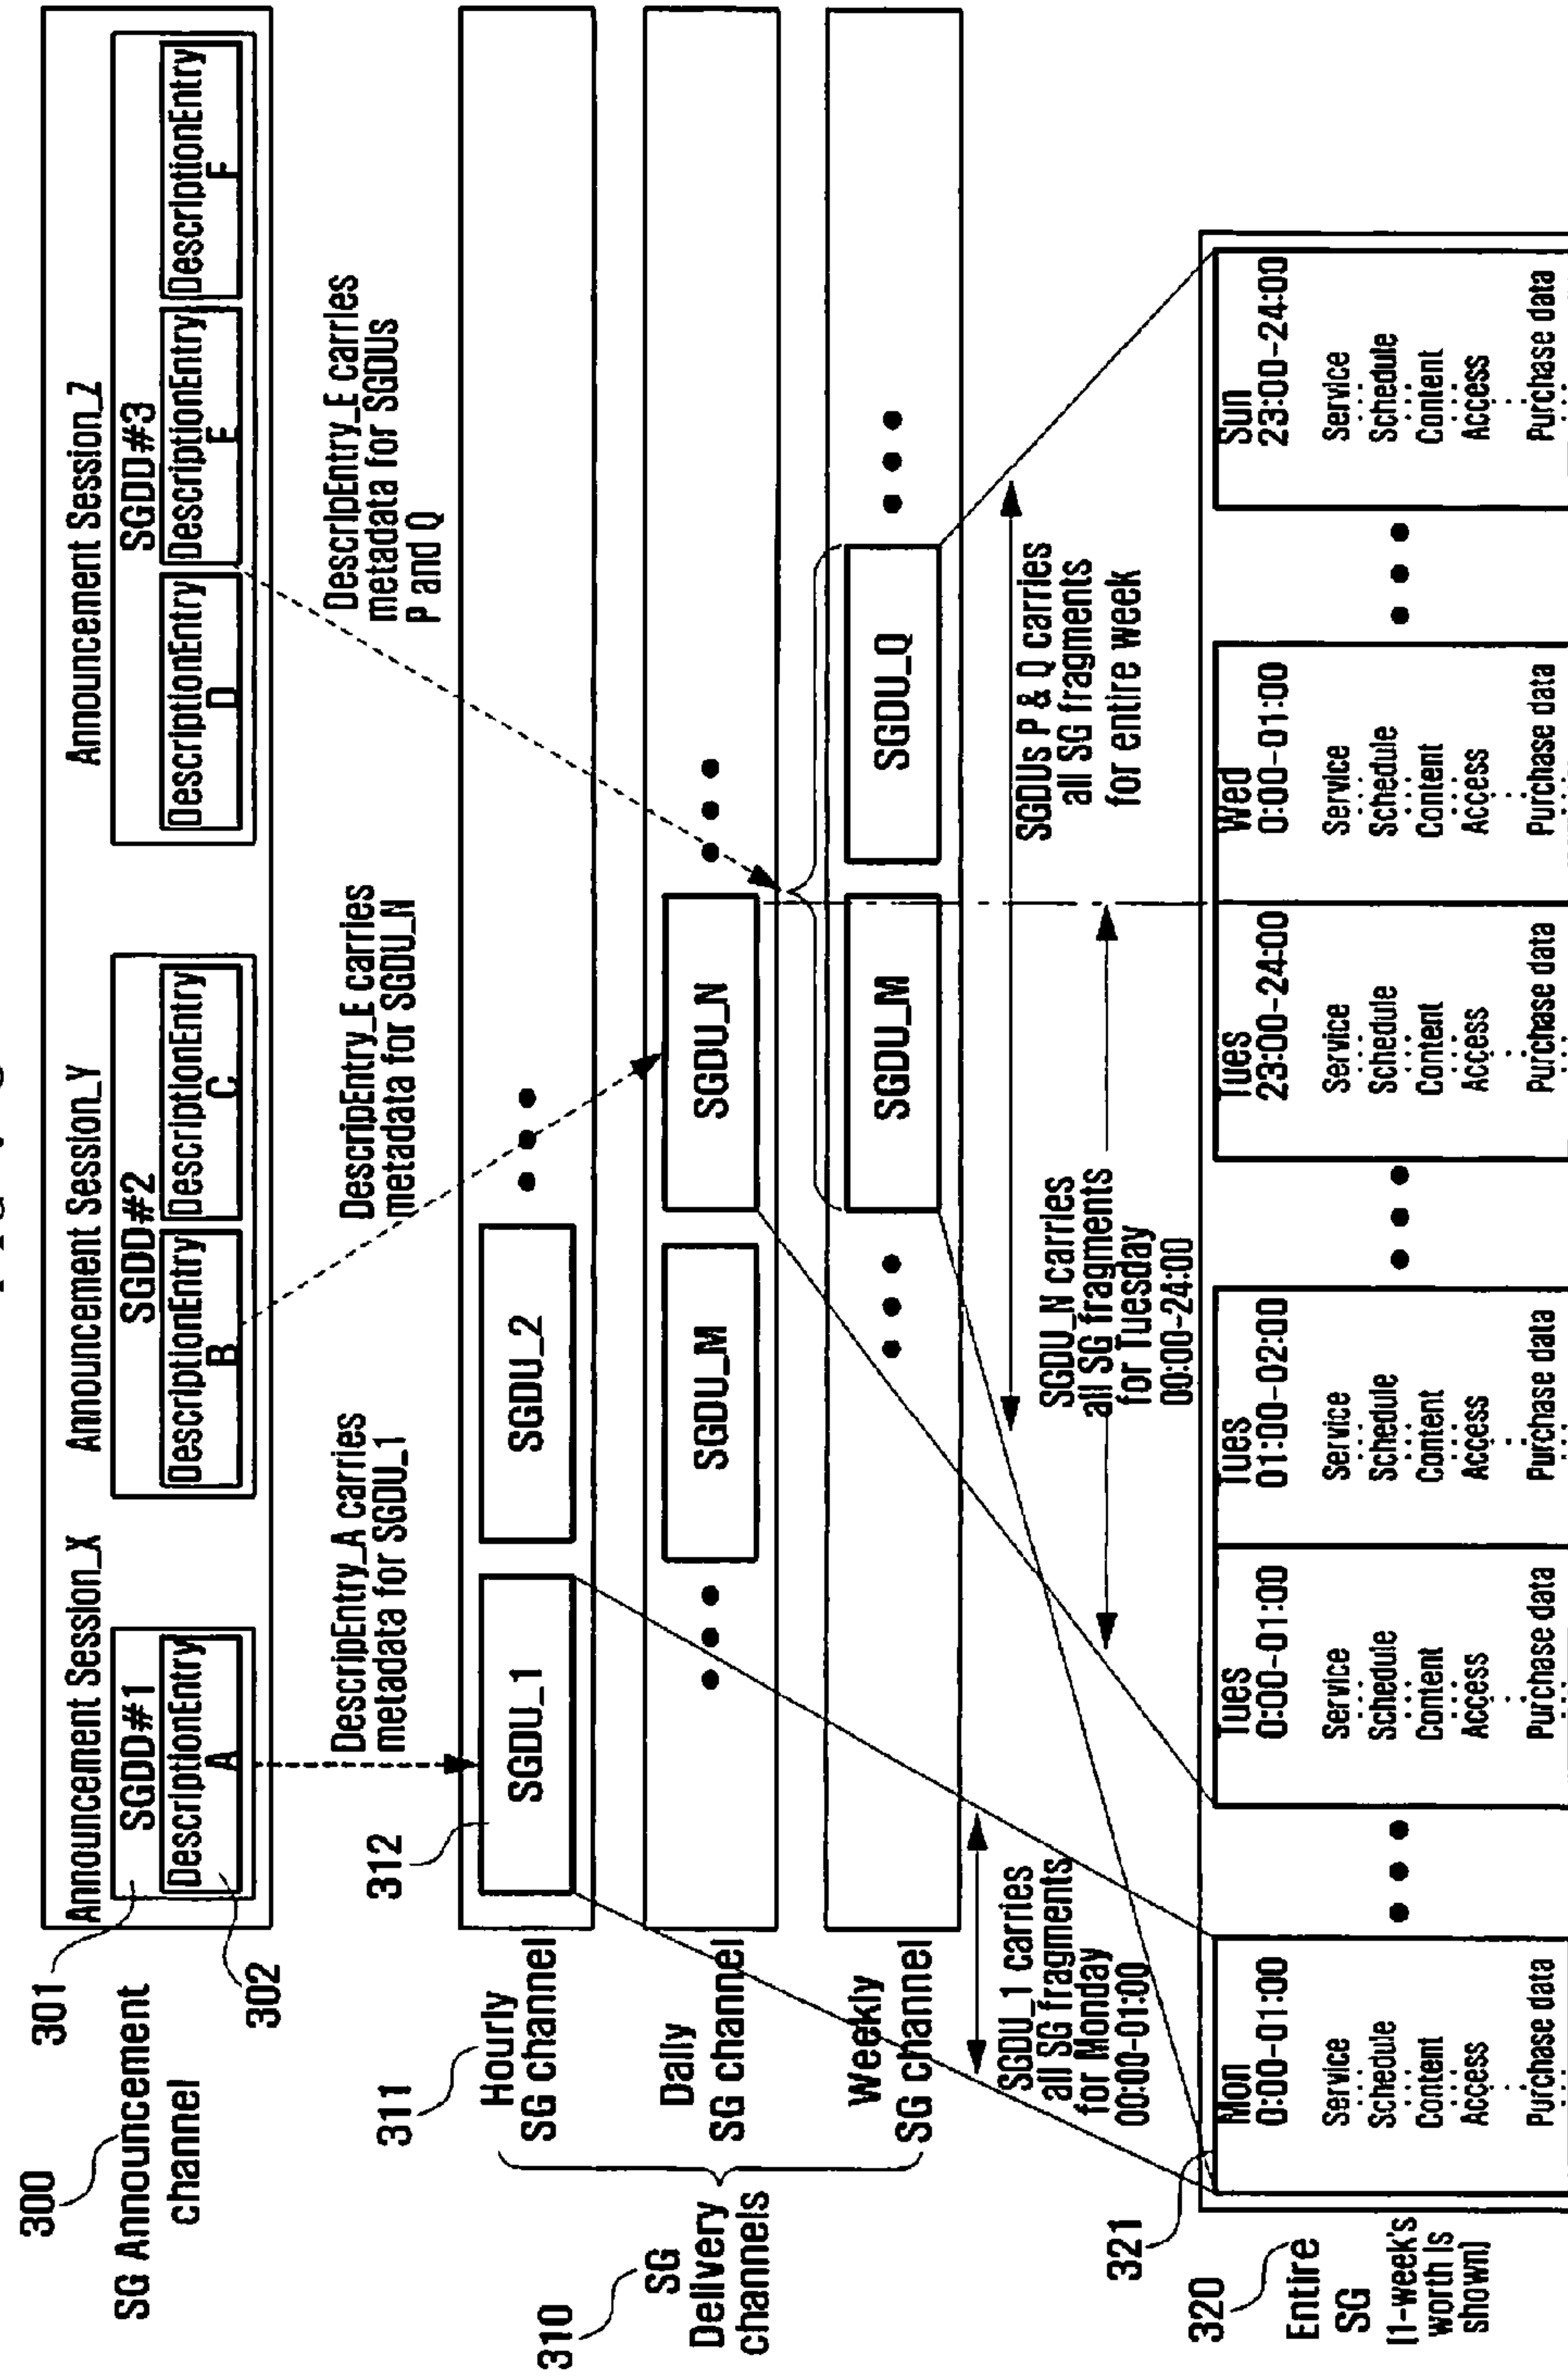 300
SG Announcement
channel
301
302
Announcement Session_X
SGDD#1
DescriptionEntry
A
Announcement Session_Y
SGDD#2
DescriptionEntry
B
DescriptionEntry
C
Announcement Session_Z
SGDD#3
DescriptionEntry
D
DescriptionEntry
E
DescriptionEntry
F
DescripEntry_A carries
metadata for SGDU_1
DescripEntry_E carries
metadata for SGDU_N
DescripEntry_E carries
metadata for SGDUs
P and Q
310
SG
Delivery
channels
311
Hourly
SG channel
312
SGDU_1
SGDU_2
Daily
SG channel
SGDU_M
SGDU_N
Weekly
SG channel
SGDU_M
SGDU_Q
SGDU_1 carries
all SG fragments
for Monday
00:00-01:00
SGDU_N carries
all SG fragments
for Tuesday
00:00-24:00
SGDUs P & Q carries
all SG fragments
for entire week
320
Entire
SG
(1-week's
worth is
shown)
321
Mon
0:00-01:00
Service
Schedule
Content
Access
Purchase data
Tues
0:00-01:00
Service
Schedule
Content
Access
Purchase data
Tues
01:00-02:00
Service
Schedule
Content
Access
Purchase data
Tues
23:00-24:00
Service
Schedule
Content
Access
Purchase data
Wed
0:00-01:00
Service
Schedule
Content
Access
Purchase data
Sun
23:00-24:00
Service
Schedule
Content
Access
Purchase data